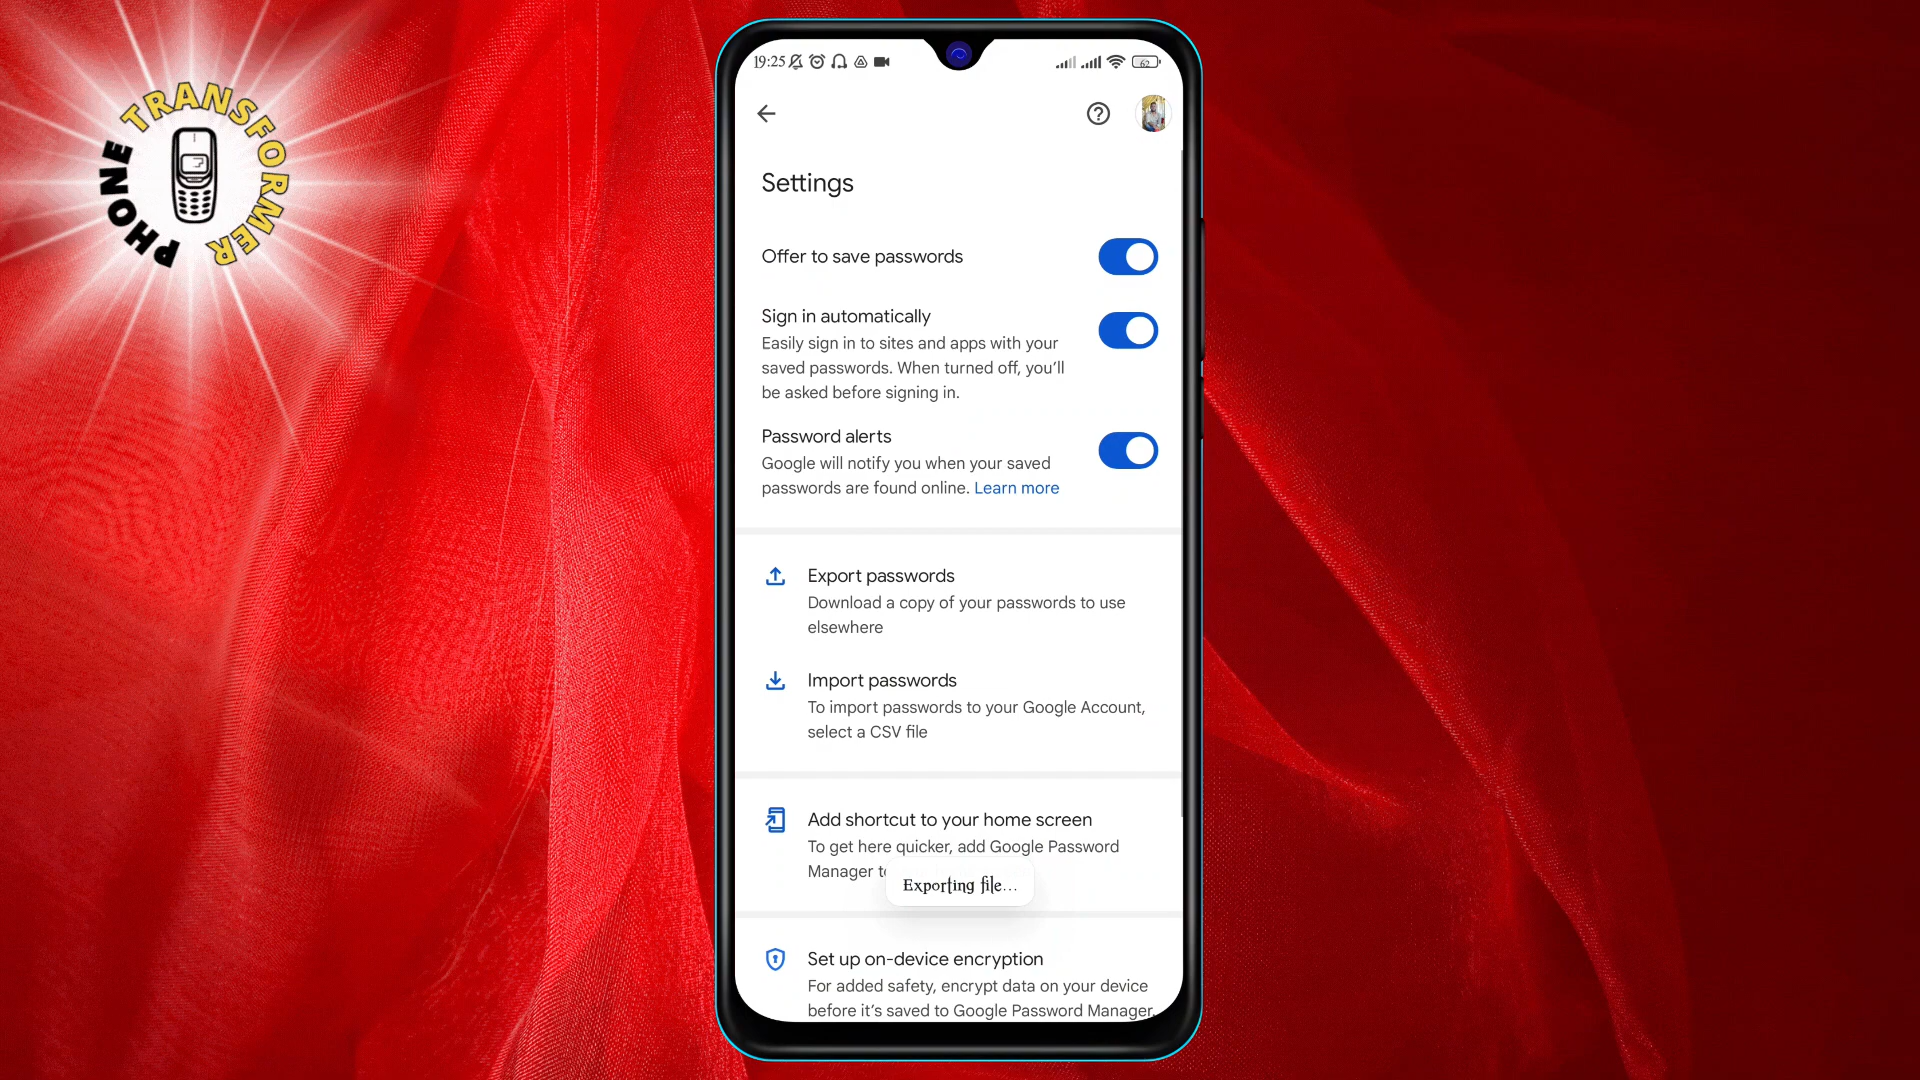 PHONE TRANSFORMER
19:25
62
Settings
Offer to save passwords
Sign in automatically
Easily sign in to sites and apps with your
saved passwords. When turned off, you'll
be asked before signing in.
Password alerts
Google will notify you when your saved
passwords are found online. Learn more
Export passwords
Download a copy of your passwords to use
elsewhere
Import passwords
To import passwords to your Google Account,
select a CSV file
Add shortcut to your home screen
To get here quicker, add Google Password
Manager t
Exporting file...
Set up on-device encryption
For added safety, encrypt data on your device
before it's saved to Google Password Manager.